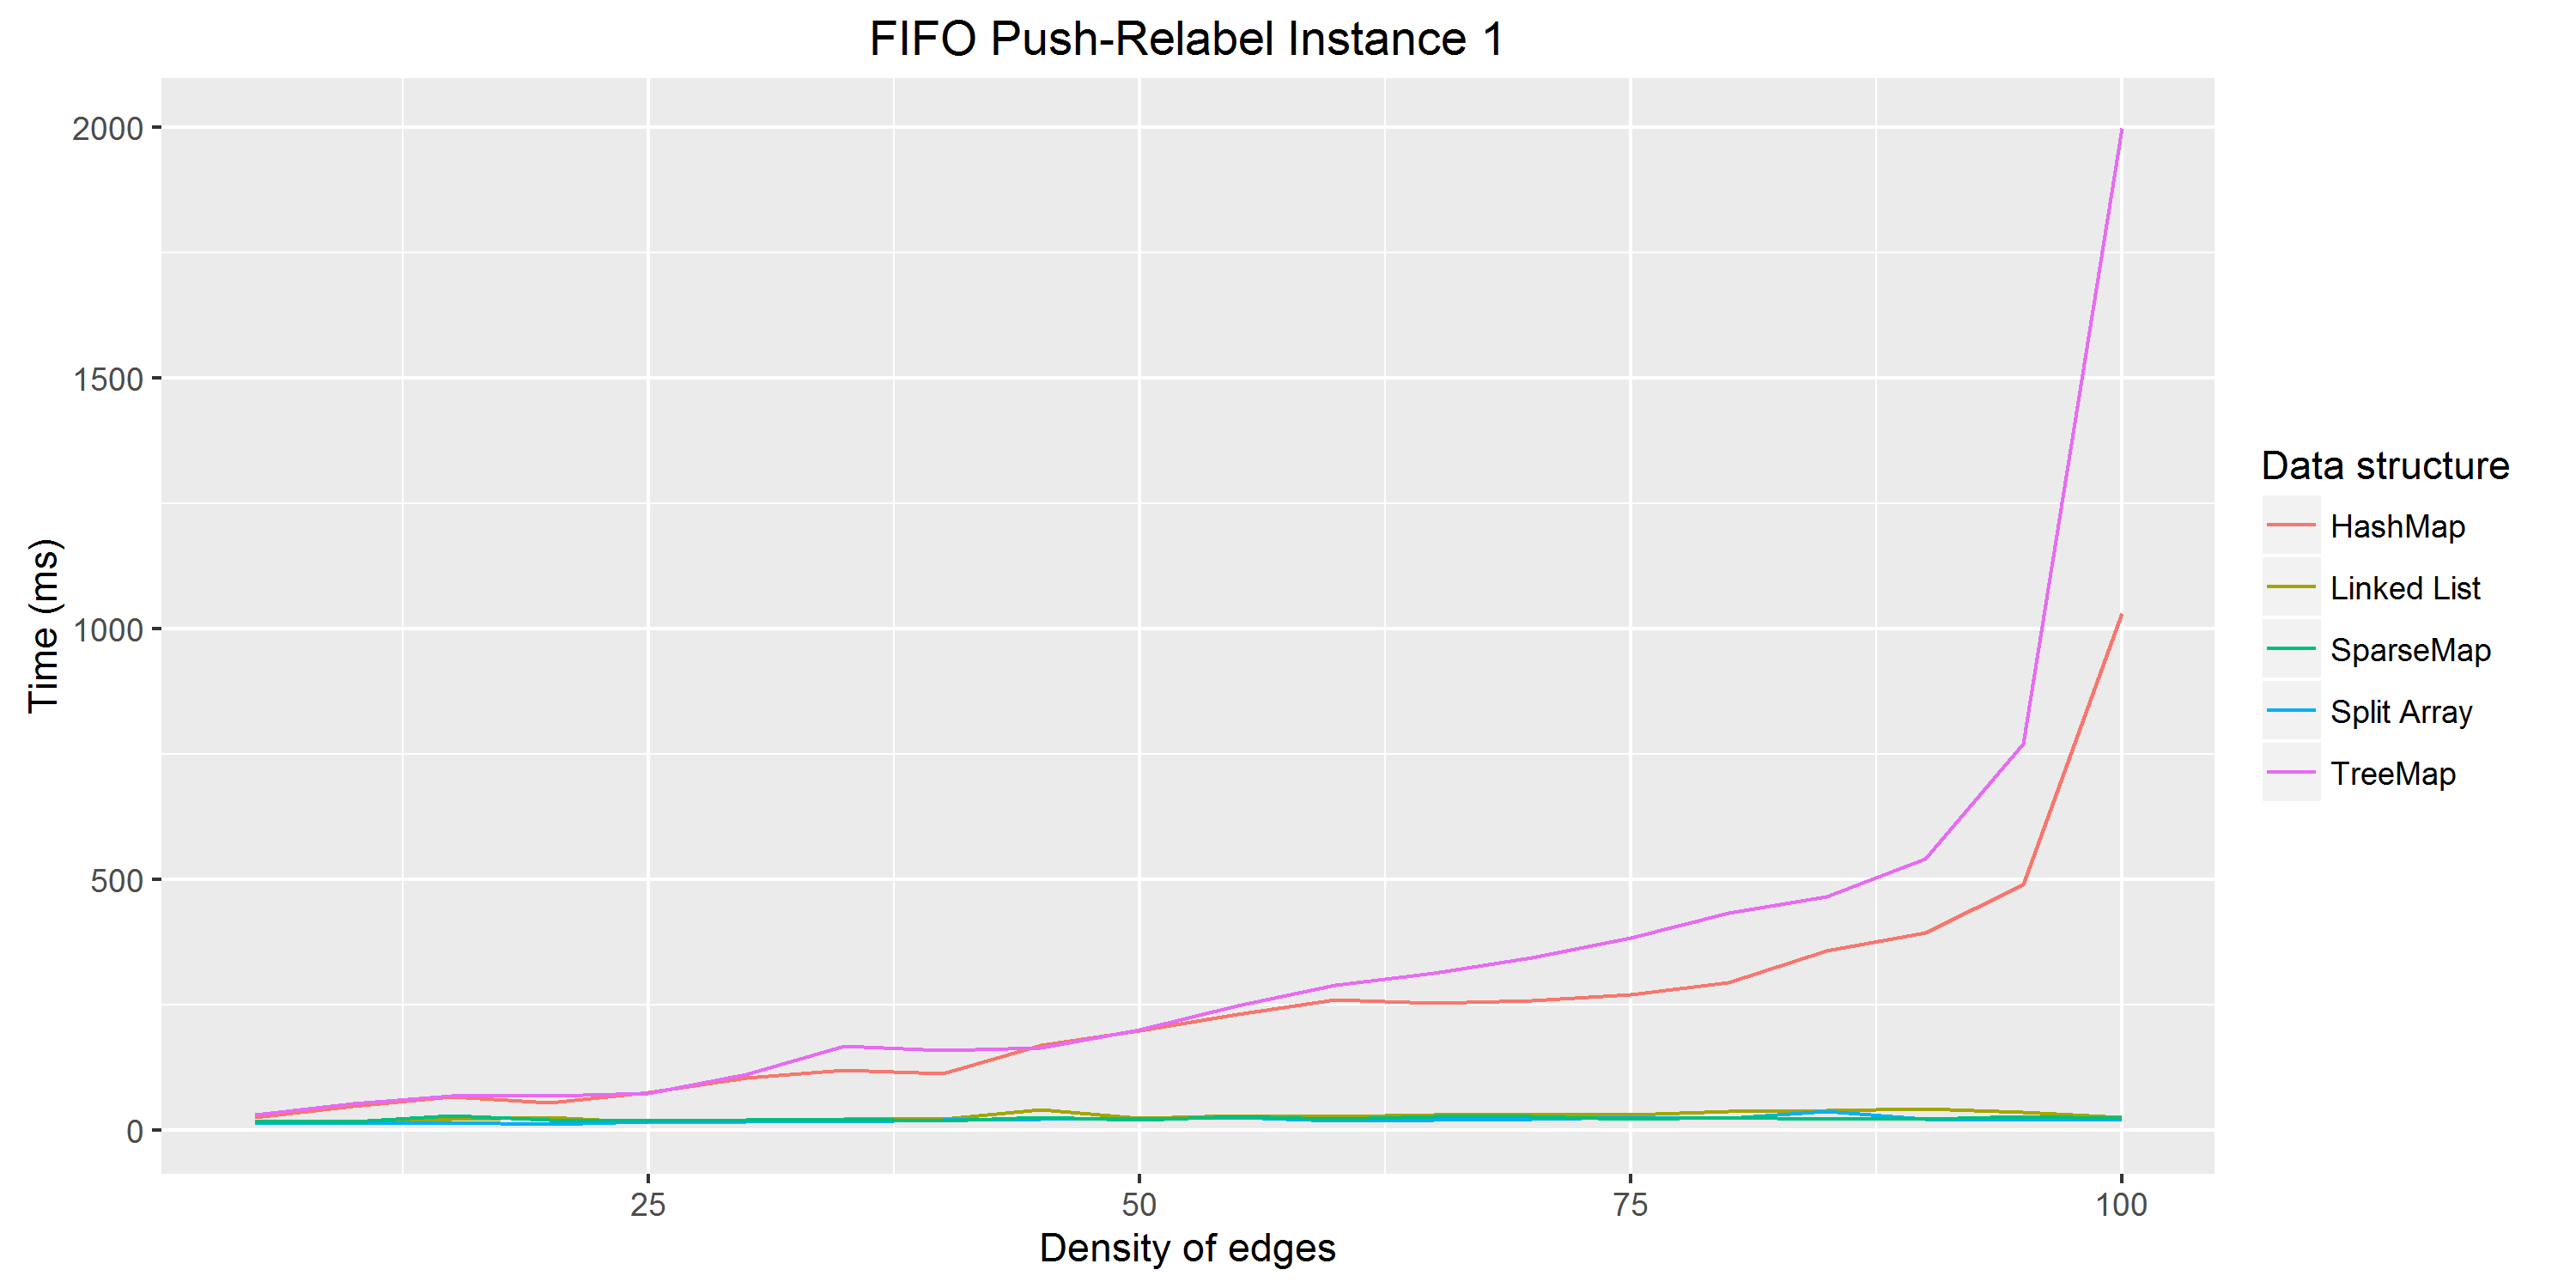 FIFO Push-Relabel Instance 1
2000
1500
1000
500
0
Time (ms)
25 50 75 100
Density of edges
Data structure
HashMap
Linked List
SparseMap
Split Array
TreeMap